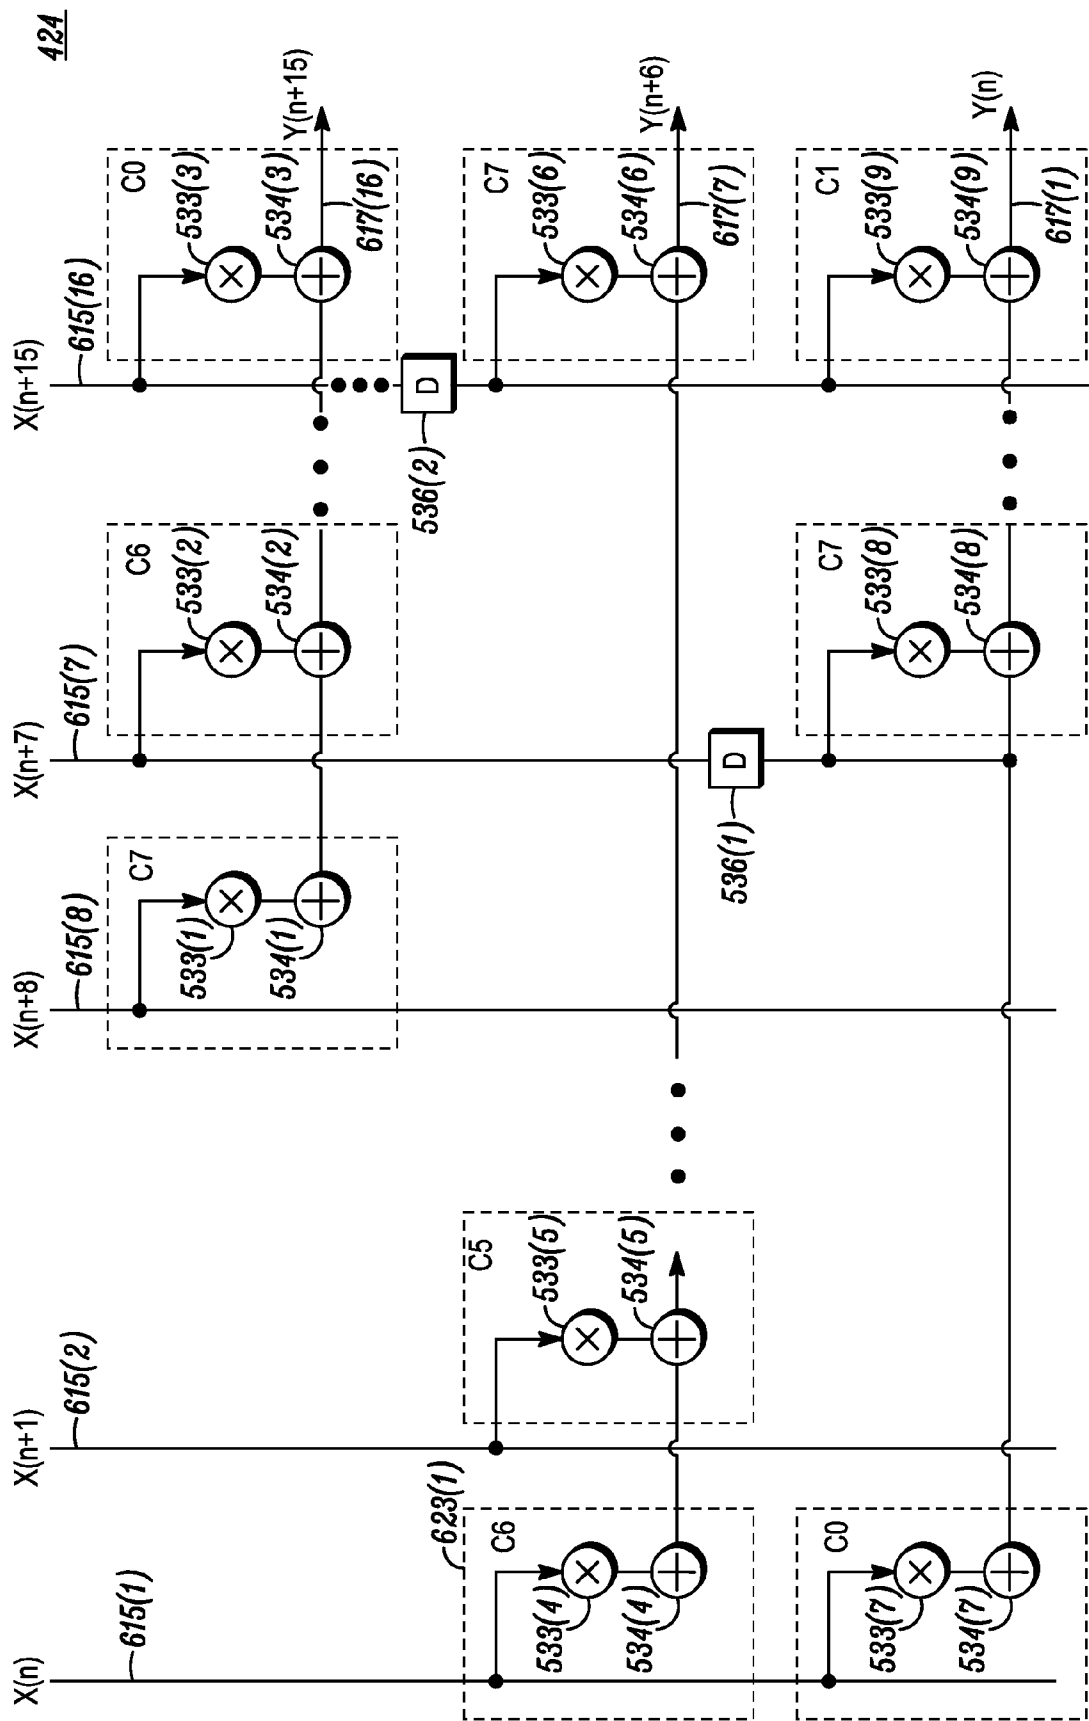 424
X(n)
X(n+1)
X(n+8)
X(n+7)
X(n+15)
615(1)
615(2)
615(8)
615(7)
615(16)
C7
533(1)
534(1)
C6
533(2)
534(2)
C0
533(3)
534(3)
Y(n+15)
617(16)
D
536(2)
623(1)
C6
533(4)
534(4)
C5
533(5)
534(5)
C7
533(6)
534(6)
Y(n+6)
617(7)
D
536(1)
C0
533(7)
534(7)
C7
533(8)
534(8)
C1
533(9)
534(9)
Y(n)
617(1)